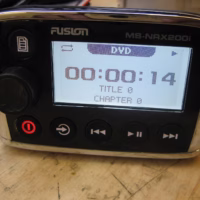 FUSION MS-NRX200i
DVD
00:00:14
TITLE 0
CHAPTER 0